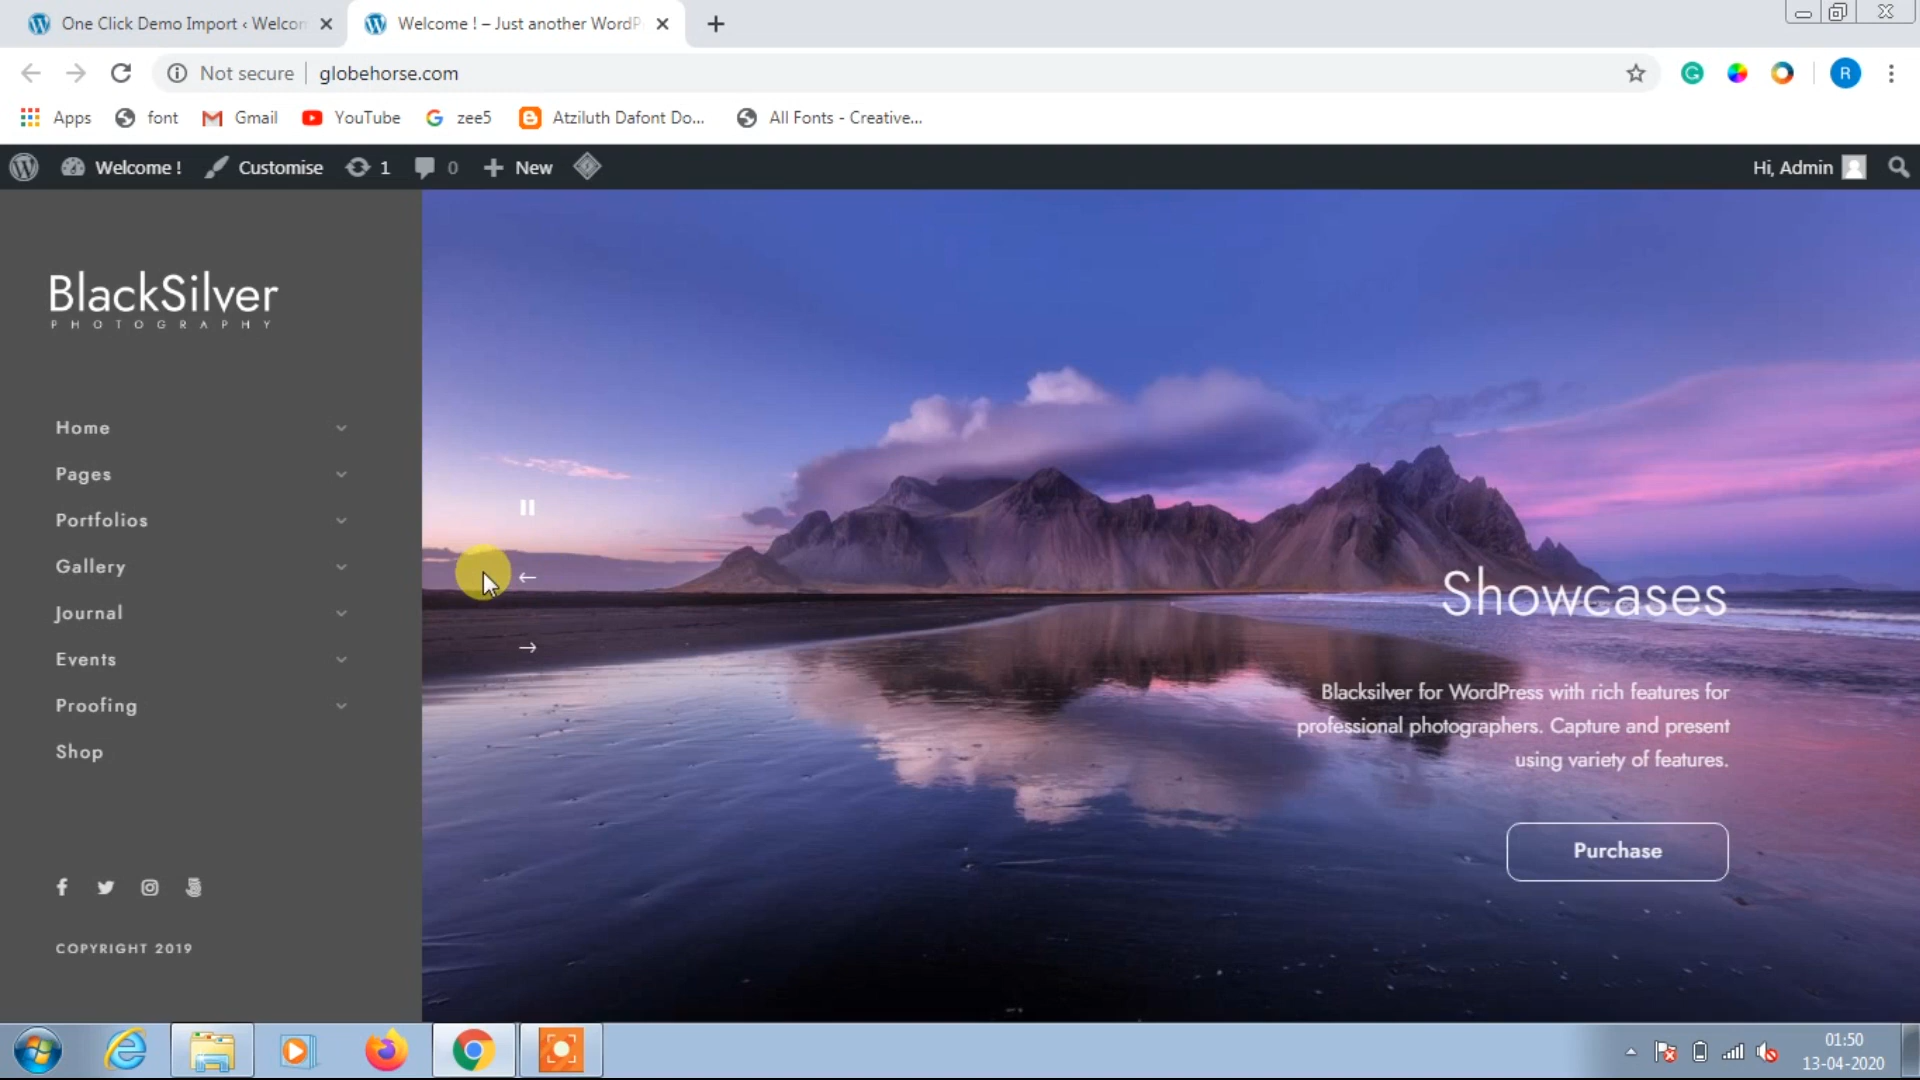 One Click Demo Import ‹ Welcom
Welcome ! – Just another WordP
Not secure
globehorse.com
R
Apps
font
Gmail
YouTube
zee5
Atziluth Dafont Do...
All Fonts - Creative...
Welcome !
Customise
1
0
New
Hi, Admin
BlackSilver
PHOTOGRAPHY
Home
Pages
Portfolios
Gallery
Journal
Events
Proofing
Shop
COPYRIGHT 2019
Showcases
Blacksilver for WordPress with rich features for
professional photographers. Capture and present
using variety of features.
Purchase
01:50
13-04-2020